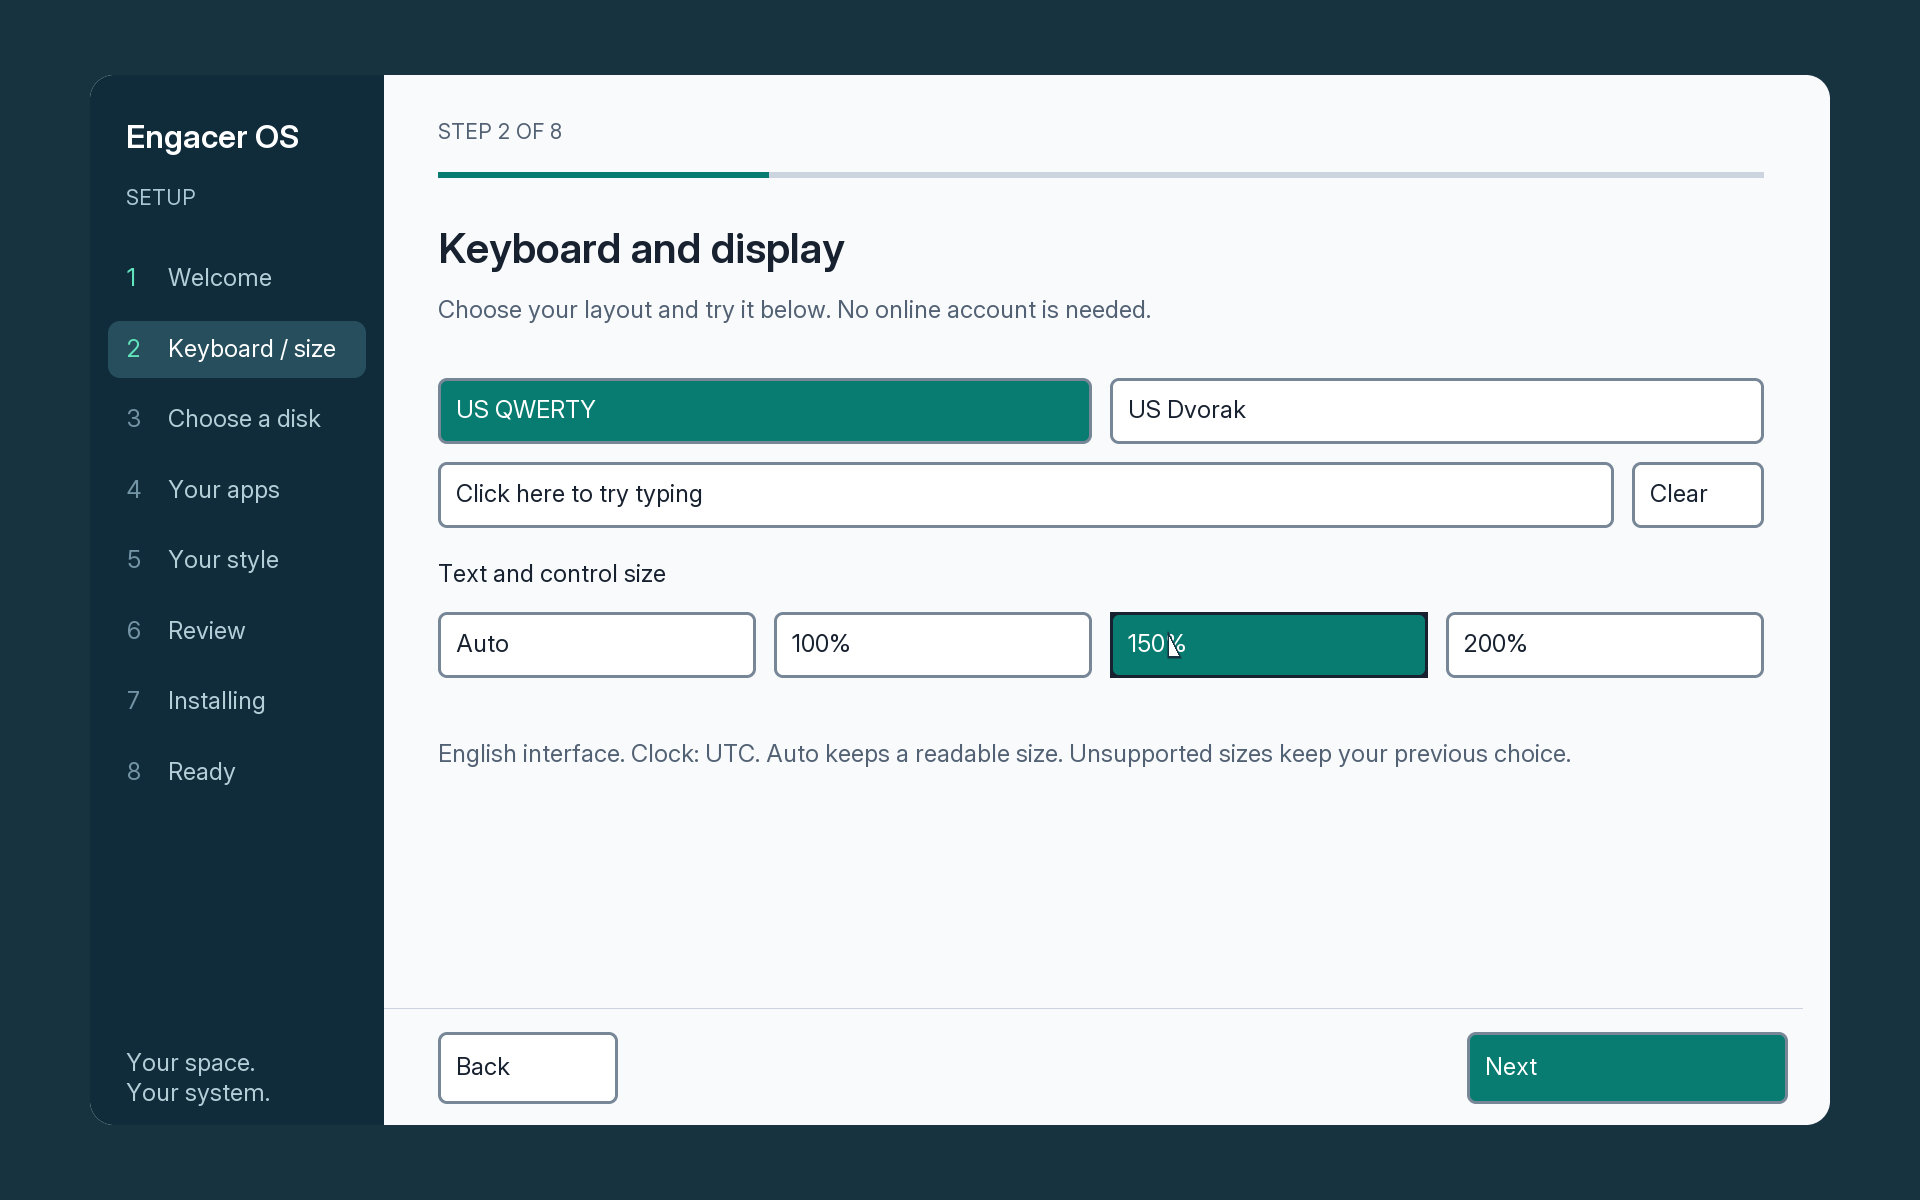 Engacer OS
SETUP
1 Welcome
2 Keyboard / size
3 Choose a disk
4 Your apps
5 Your style
6 Review
7 Installing
8 Ready
Your space.
Your system.
STEP 2 OF 8
Keyboard and display
Choose your layout and try it below. No online account is needed.
US QWERTY
US Dvorak
Click here to try typing
Clear
Text and control size
Auto
100%
150%
200%
English interface. Clock: UTC. Auto keeps a readable size. Unsupported sizes keep your previous choice.
Back
Next